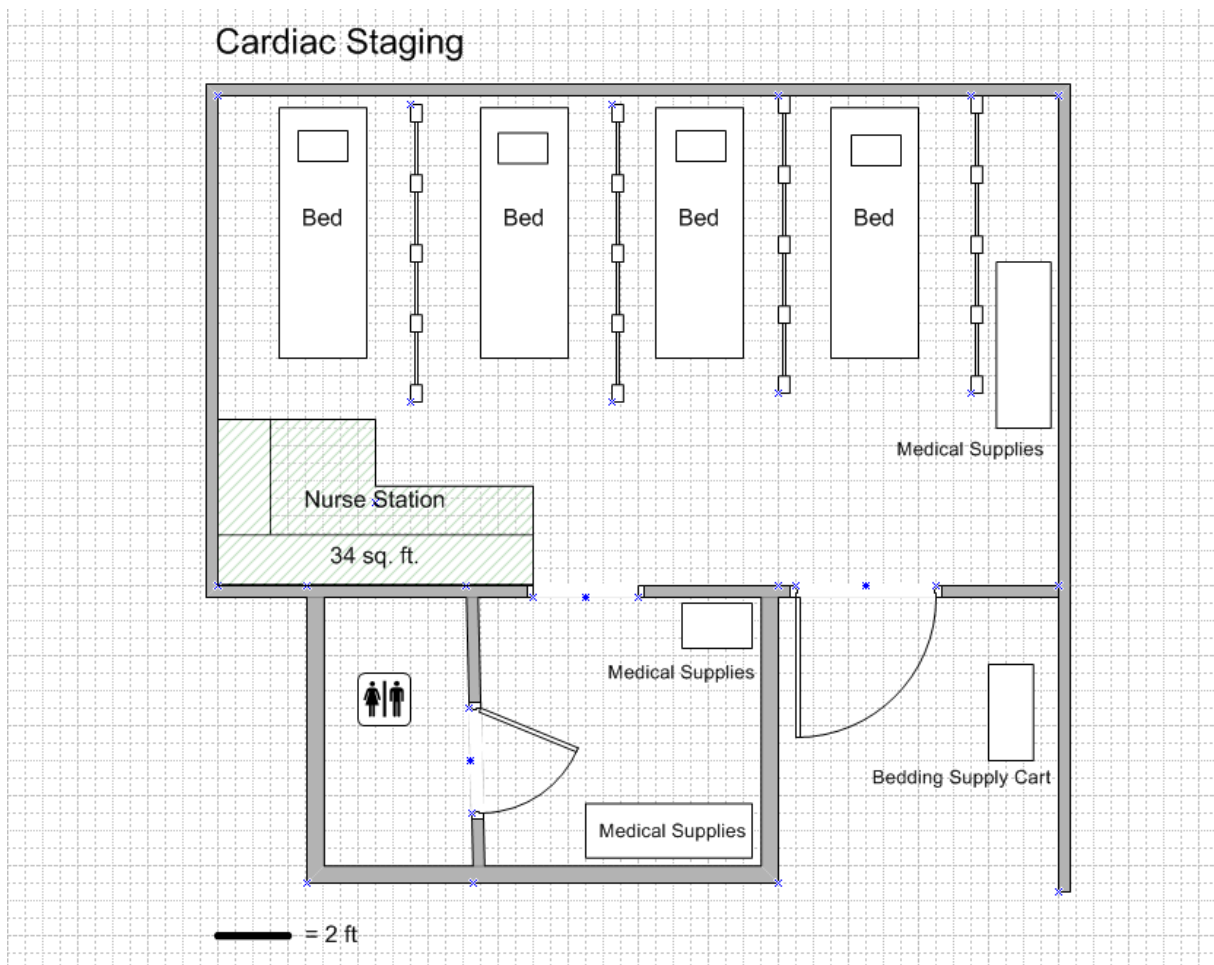 Cardiac Staging
Bed
Bed
Bed
Bed
Medical Supplies
Nurse Station
34 sq. ft.
Medical Supplies
Bedding Supply Cart
Medical Supplies
= 2 ft